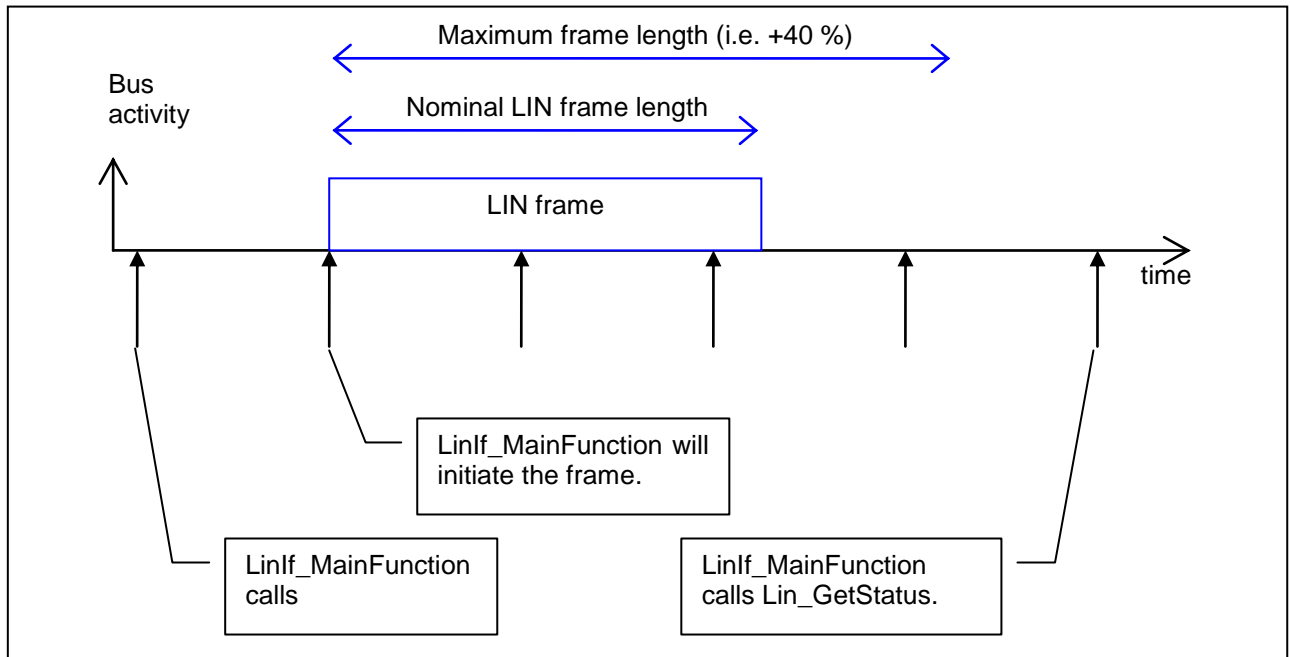 Maximum frame length (i.e. +40 %)
Bus
activity
Nominal LIN frame length
LIN frame
time
LinIf_MainFunction will
initiate the frame.
LinIf_MainFunction
calls
LinIf_MainFunction
calls Lin_GetStatus.